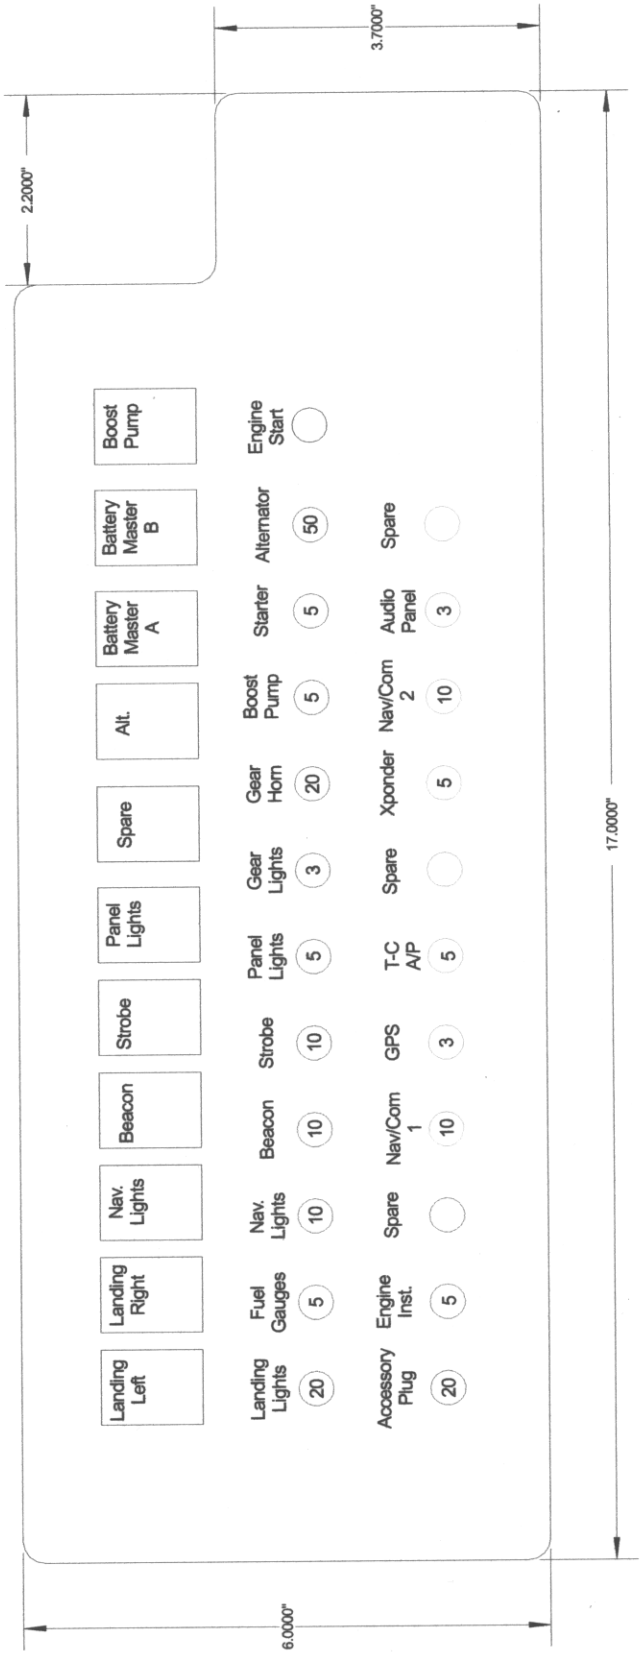 2.2000"
Landing
Left
Landing
Right
Nav.
Lights
Beacon
Strobe
Panel
Lights
Spare
Alt.
Battery
Master
A
Battery
Master
B
Boost
Pump
6.0000"
3.7000"
Landing
Lights
20
Fuel
Gauges
5
Nav.
Lights
10
Beacon
10
Strobe
10
Panel
Lights
5
Gear
Lights
3
Gear
Horn
20
Boost
Pump
5
Starter
5
Alternator
50
Engine
Start
Accessory
Plug
20
Engine
Inst.
5
Spare
Nav/Com
1
10
GPS
3
T-C
A/P
5
Spare
Xponder
5
Nav/Com
2
10
Audio
Panel
3
Spare
17.0000"